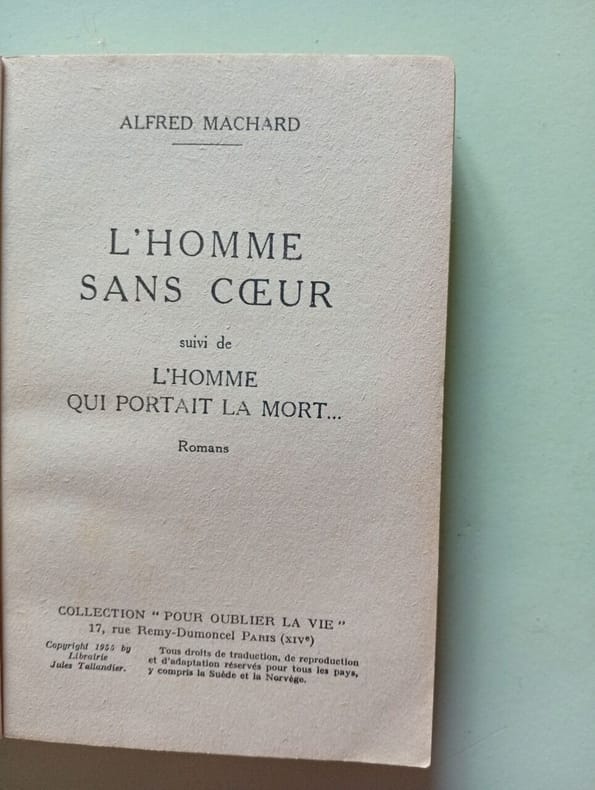 ALFRED MACHARD
L'HOMME
SANS CŒUR
suivi de
L'HOMME
QUI PORTAIT LA MORT...
Romans
COLLECTION " POUR OUBLIER LA VIE "
17, rue Remy-Dumoncel PARIS (XIVe)
Copyright 1955 by
Librairie
Jules Tallandier.
Tous droits de traduction, de reproduction
et d'adaptation réservés pour tous les pays,
y compris la Suède et la Norvège.